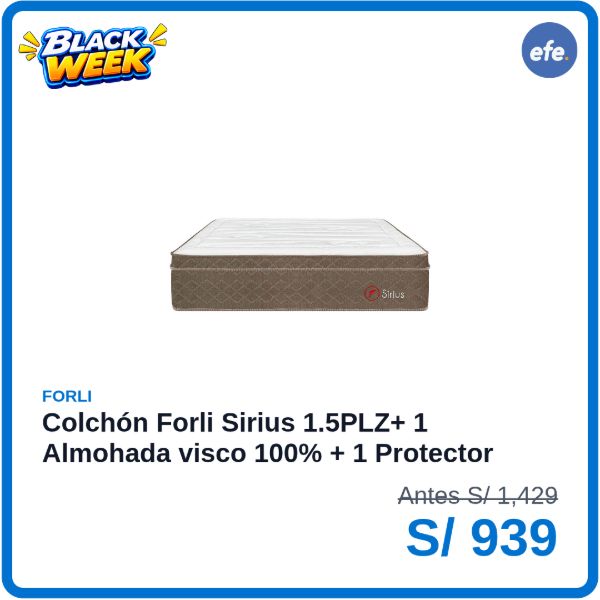 BLACK
WEEK
efe.
Sirius
FORLI
Colchón Forli Sirius 1.5PLZ+ 1
Almohada visco 100% + 1 Protector
Antes S/ 1,429
S/ 939